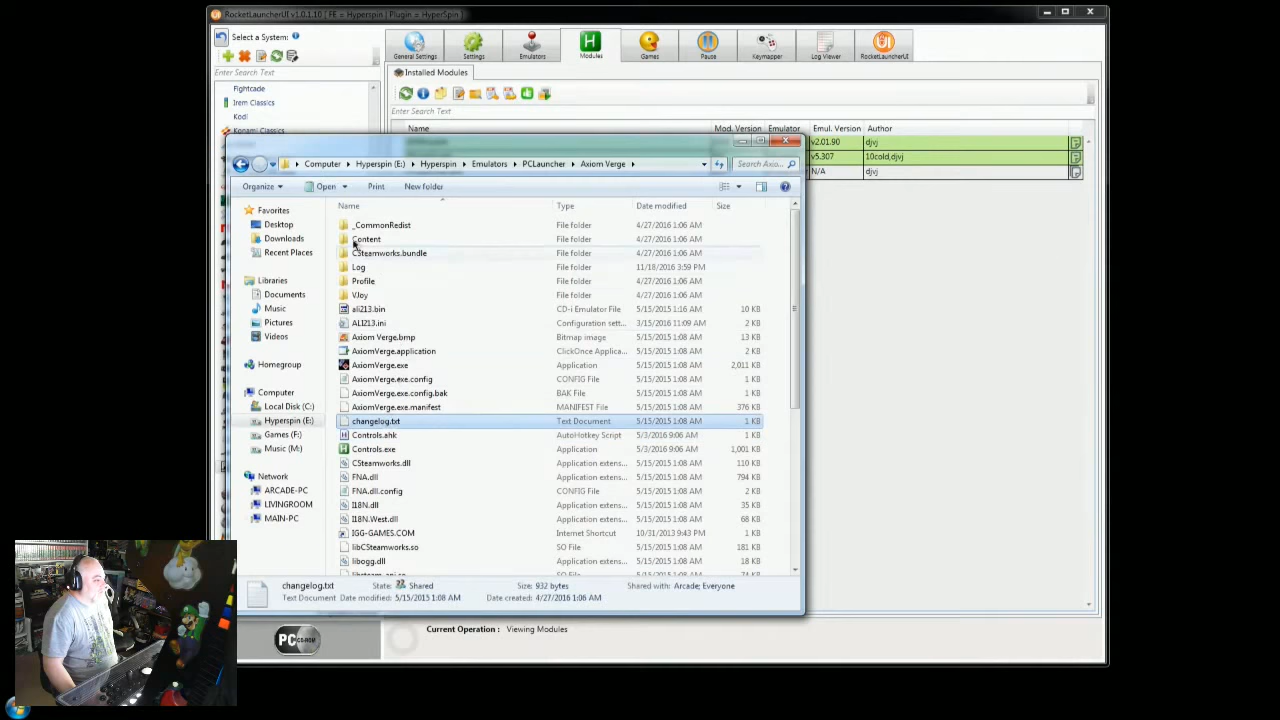 RocketLauncherUI v1.0.1.10 | FE = Hyperspin | Plugin = HyperSpin
Select a System:
Enter Search Text
Fightcade
Irem Classics
Kodi
Konami Classics
General Settings
Settings
Emulators
Modules
Games
Pause
Keymapper
Log Viewer
RocketLauncherUI
Installed Modules
Enter Search Text
Name Mod. Version Emulator Emul. Version Author
v2.01.90 djvj
v5.307 10cold,djvj
N/A djvj
Computer Hyperspin (E:) Hyperspin Emulators PCLauncher Axiom Verge
Search Axio...
Organize Open Print New folder
Favorites
Desktop
Downloads
Recent Places
Libraries
Documents
Music
Pictures
Videos
Homegroup
Computer
Local Disk (C:)
Hyperspin (E:)
Games (F:)
Music (M:)
Network
ARCADE-PC
LIVINGROOM
MAIN-PC
Name Type Date modified Size
_CommonRedist File folder 4/27/2016 1:06 AM
Content File folder 4/27/2016 1:06 AM
CSteamworks.bundle File folder 4/27/2016 1:06 AM
Log File folder 11/18/2016 3:59 PM
Profile File folder 4/27/2016 1:06 AM
VJoy File folder 4/27/2016 1:06 AM
ali213.bin CD-i Emulator File 5/15/2015 1:16 AM 10 KB
ALI213.ini Configuration sett... 3/15/2016 11:09 AM 2 KB
Axiom Verge.bmp Bitmap image 5/15/2015 1:08 AM 13 KB
AxiomVerge.application ClickOnce Applica... 5/15/2015 1:08 AM 2 KB
AxiomVerge.exe Application 5/15/2015 1:08 AM 2,011 KB
AxiomVerge.exe.config CONFIG File 5/15/2015 1:08 AM 1 KB
AxiomVerge.exe.config.bak BAK File 5/15/2015 1:08 AM 1 KB
AxiomVerge.exe.manifest MANIFEST File 5/15/2015 1:08 AM 376 KB
changelog.txt Text Document 5/15/2015 1:08 AM 1 KB
Controls.ahk AutoHotkey Script 5/3/2016 9:06 AM 1 KB
Controls.exe Application 5/3/2016 9:06 AM 1,001 KB
CSteamworks.dll Application extens... 5/15/2015 1:08 AM 110 KB
FNA.dll Application extens... 5/15/2015 1:08 AM 794 KB
FNA.dll.config CONFIG File 5/15/2015 1:08 AM 2 KB
I18N.dll Application extens... 5/15/2015 1:08 AM 35 KB
I18N.West.dll Application extens... 5/15/2015 1:08 AM 68 KB
IGG-GAMES.COM Internet Shortcut 10/31/2013 9:43 PM 1 KB
libCSteamworks.so SO File 5/15/2015 1:08 AM 181 KB
libogg.dll Application extens... 5/15/2015 1:08 AM 18 KB
changelog.txt State: Shared Size: 932 bytes Shared with: Arcade; Everyone
Text Document Date modified: 5/15/2015 1:08 AM Date created: 4/27/2016 1:06 AM
PC CD-ROM
Current Operation : Viewing Modules